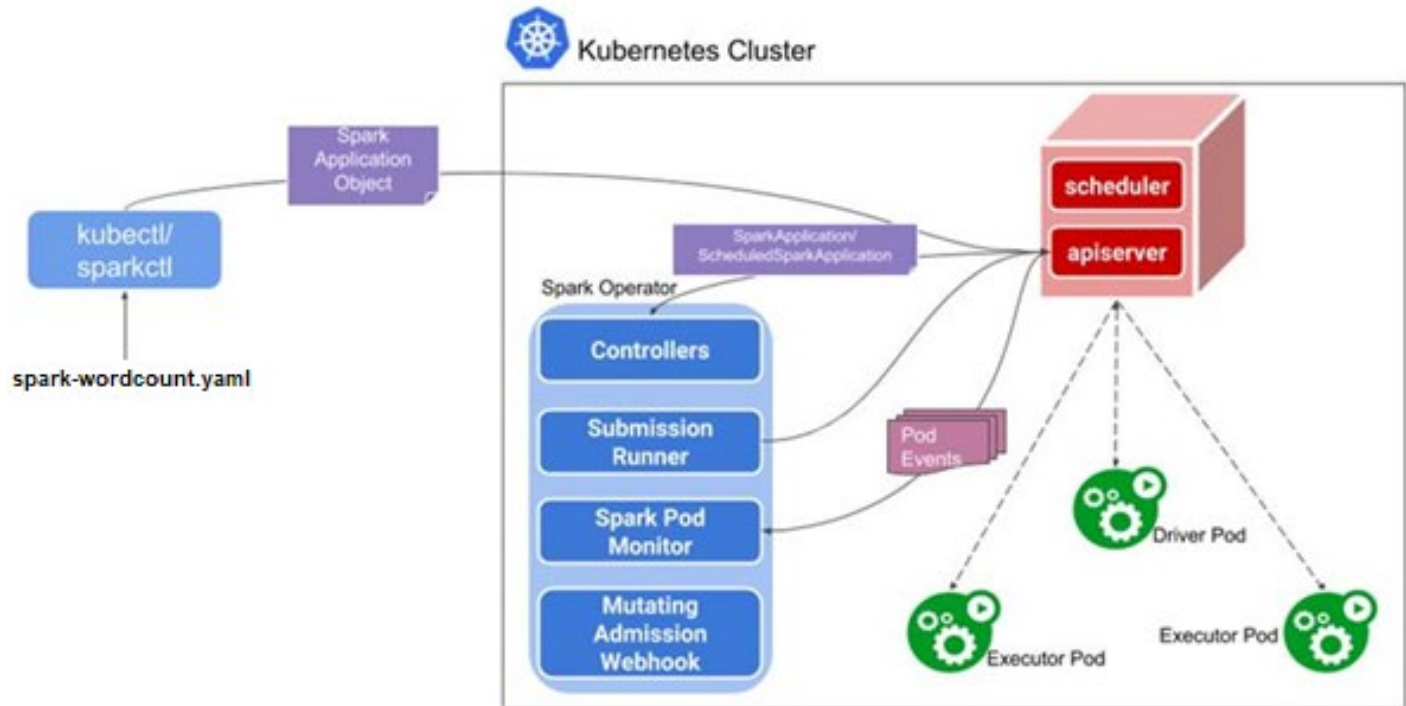 Kubernetes Cluster
Spark
Application
Object
kubectl/
sparkctl
spark-wordcount.yaml
scheduler
apiserver
SparkApplication/
ScheduledSparkApplication
Spark Operator
Controllers
Submission
Runner
Spark Pod
Monitor
Mutating
Admission
Webhook
Pod
Events
Driver Pod
Executor Pod
Executor Pod